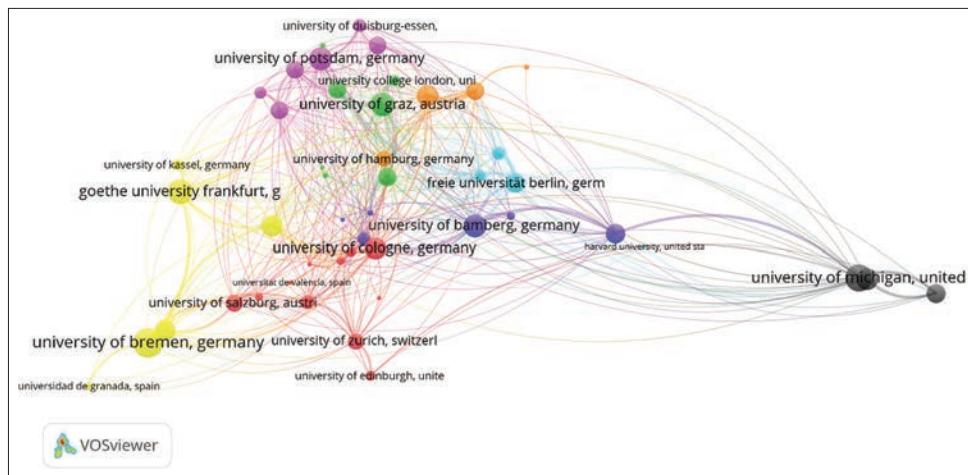 university of duisburg-essen,
university of potsdam, germany
university college london, uni
university of graz, austria
university of kassel, germany
university of hamburg, germany
goethe university frankfurt, g
freie universität berlin, germ
university of bamberg, germany
university of cologne, germany
harvard university, united sta
university of michigan, united
universitat de valència, spain
university of salzburg, austri
university of bremen, germany
university of zurich, switzerl
university of edinburgh, unite
universidad de granada, spain
VOSviewer